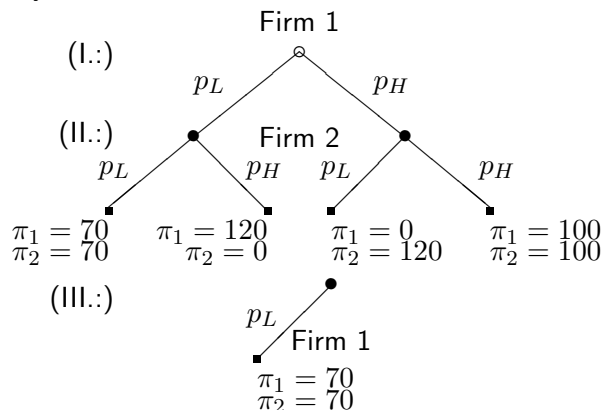 Firm 1
(I.:)
p_L p_H
(II.:) Firm 2
p_L p_H p_L p_H
π₁ = 70 π₁ = 120 π₁ = 0 π₁ = 100
π₂ = 70 π₂ = 0 π₂ = 120 π₂ = 100
(III.:)
p_L
Firm 1
π₁ = 70
π₂ = 70